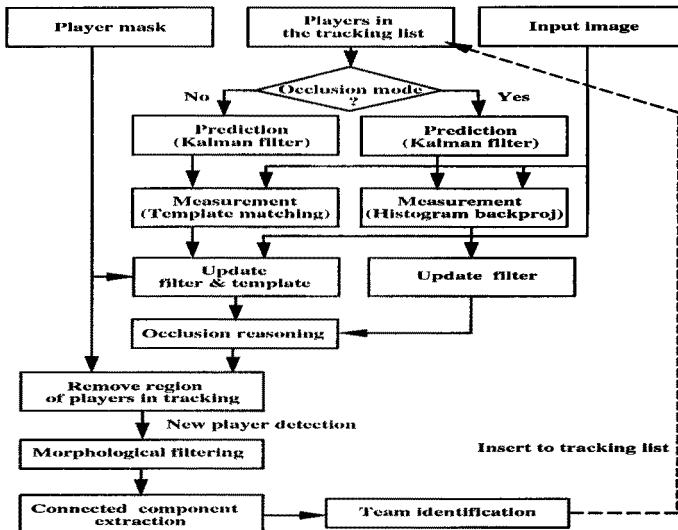 Player mask
Players in
the tracking list
Input image
Occlusion mode
?
No
Yes
Prediction
(Kalman filter)
Prediction
(Kalman filter)
Measurement
(Template matching)
Measurement
(Histogram backproj)
Update
filter & template
Update filter
Occlusion reasoning
Remove region
of players in tracking
New player detection
Morphological filtering
Insert to tracking list
Connected component
extraction
Team identification